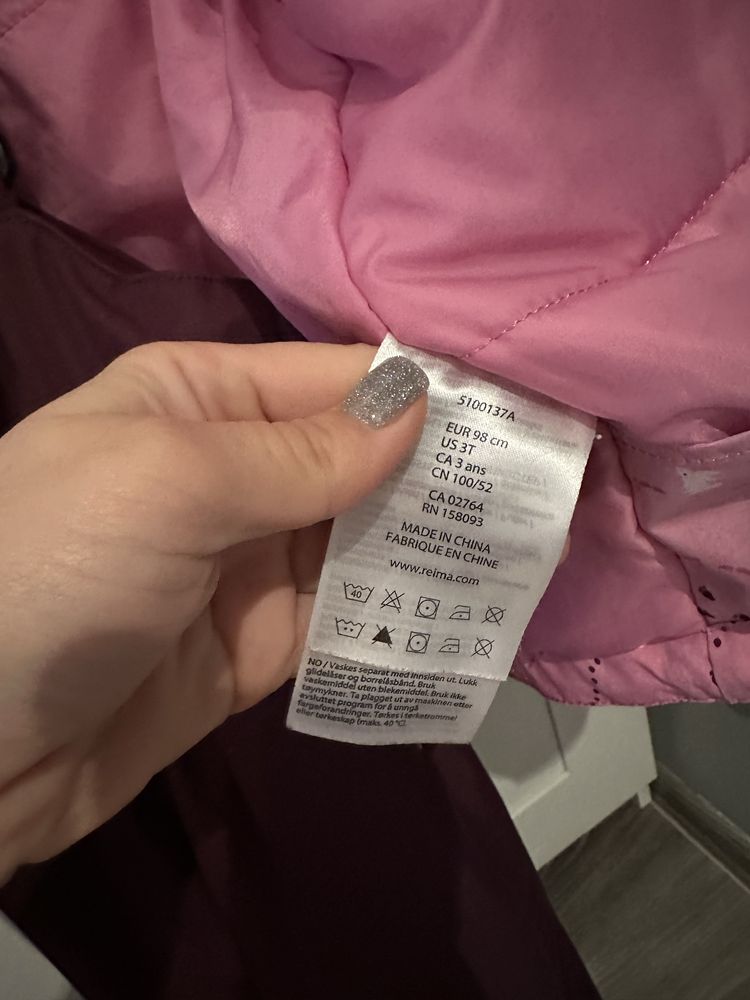 5100137A
EUR 98 cm
US 3T
CA 3 ans
CN 100/52
CA 02764
RN 158093
MADE IN CHINA
FABRIQUE EN CHINE
www.reima.com
40
NO / Vaskes separat med innsiden ut. Lukk
glidelåser og borrelåsbånd. Bruk
vaskemiddel uten blekemiddel. Bruk ikke
tøymykner. Ta plagget ut av maskinen etter
avsluttet program for å unngå
fargeforandringer. Tørkes i tørketrommel
eller tørkeskap (maks. 40 °C).